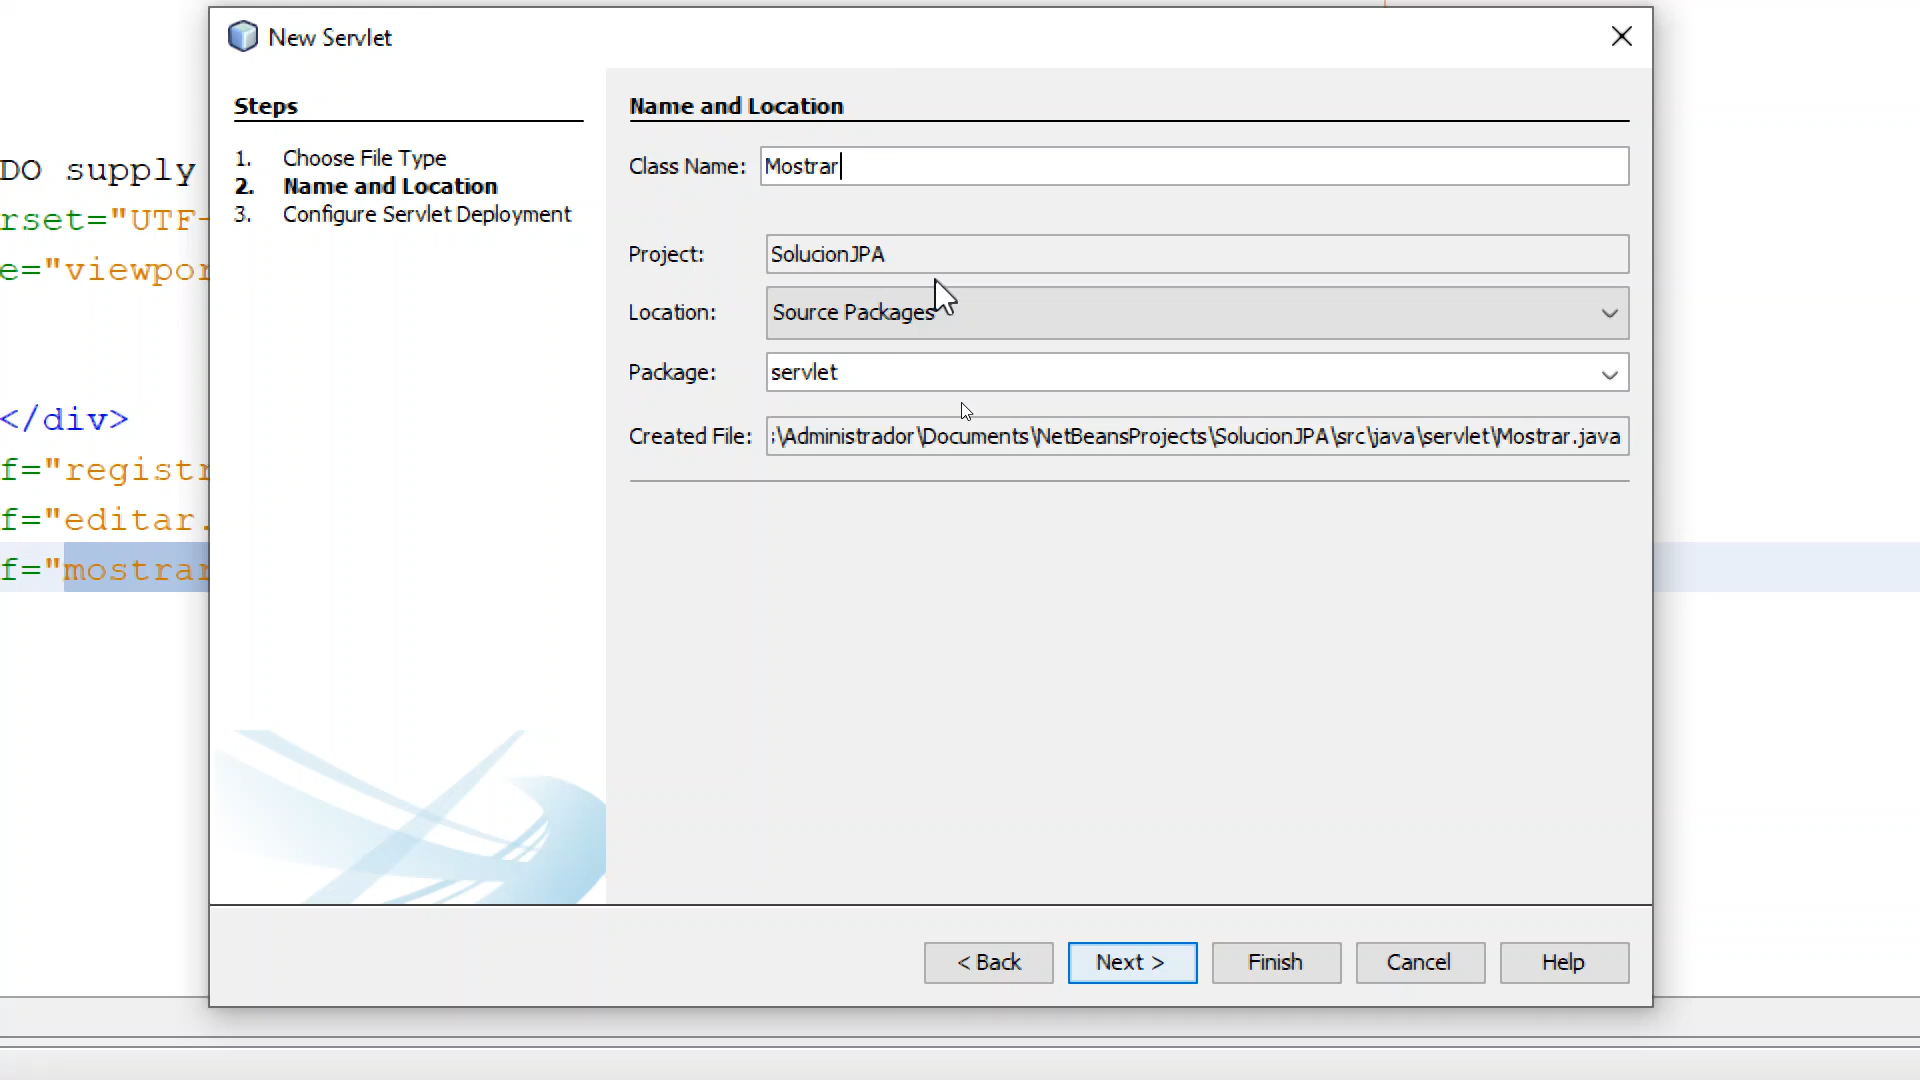 New Servlet
Steps
1. Choose File Type
2. Name and Location
3. Configure Servlet Deployment
Name and Location
Class Name: Mostrar
Project: SolucionJPA
Location: Source Packages
Package: servlet
Created File: :\Administrador\Documents\NetBeansProjects\SolucionJPA\src\java\servlet\Mostrar.java
< Back
Next >
Finish
Cancel
Help
DO supply
rset="UTF-
e="viewpor
</div>
f="registr
f="editar.
f="mostrar